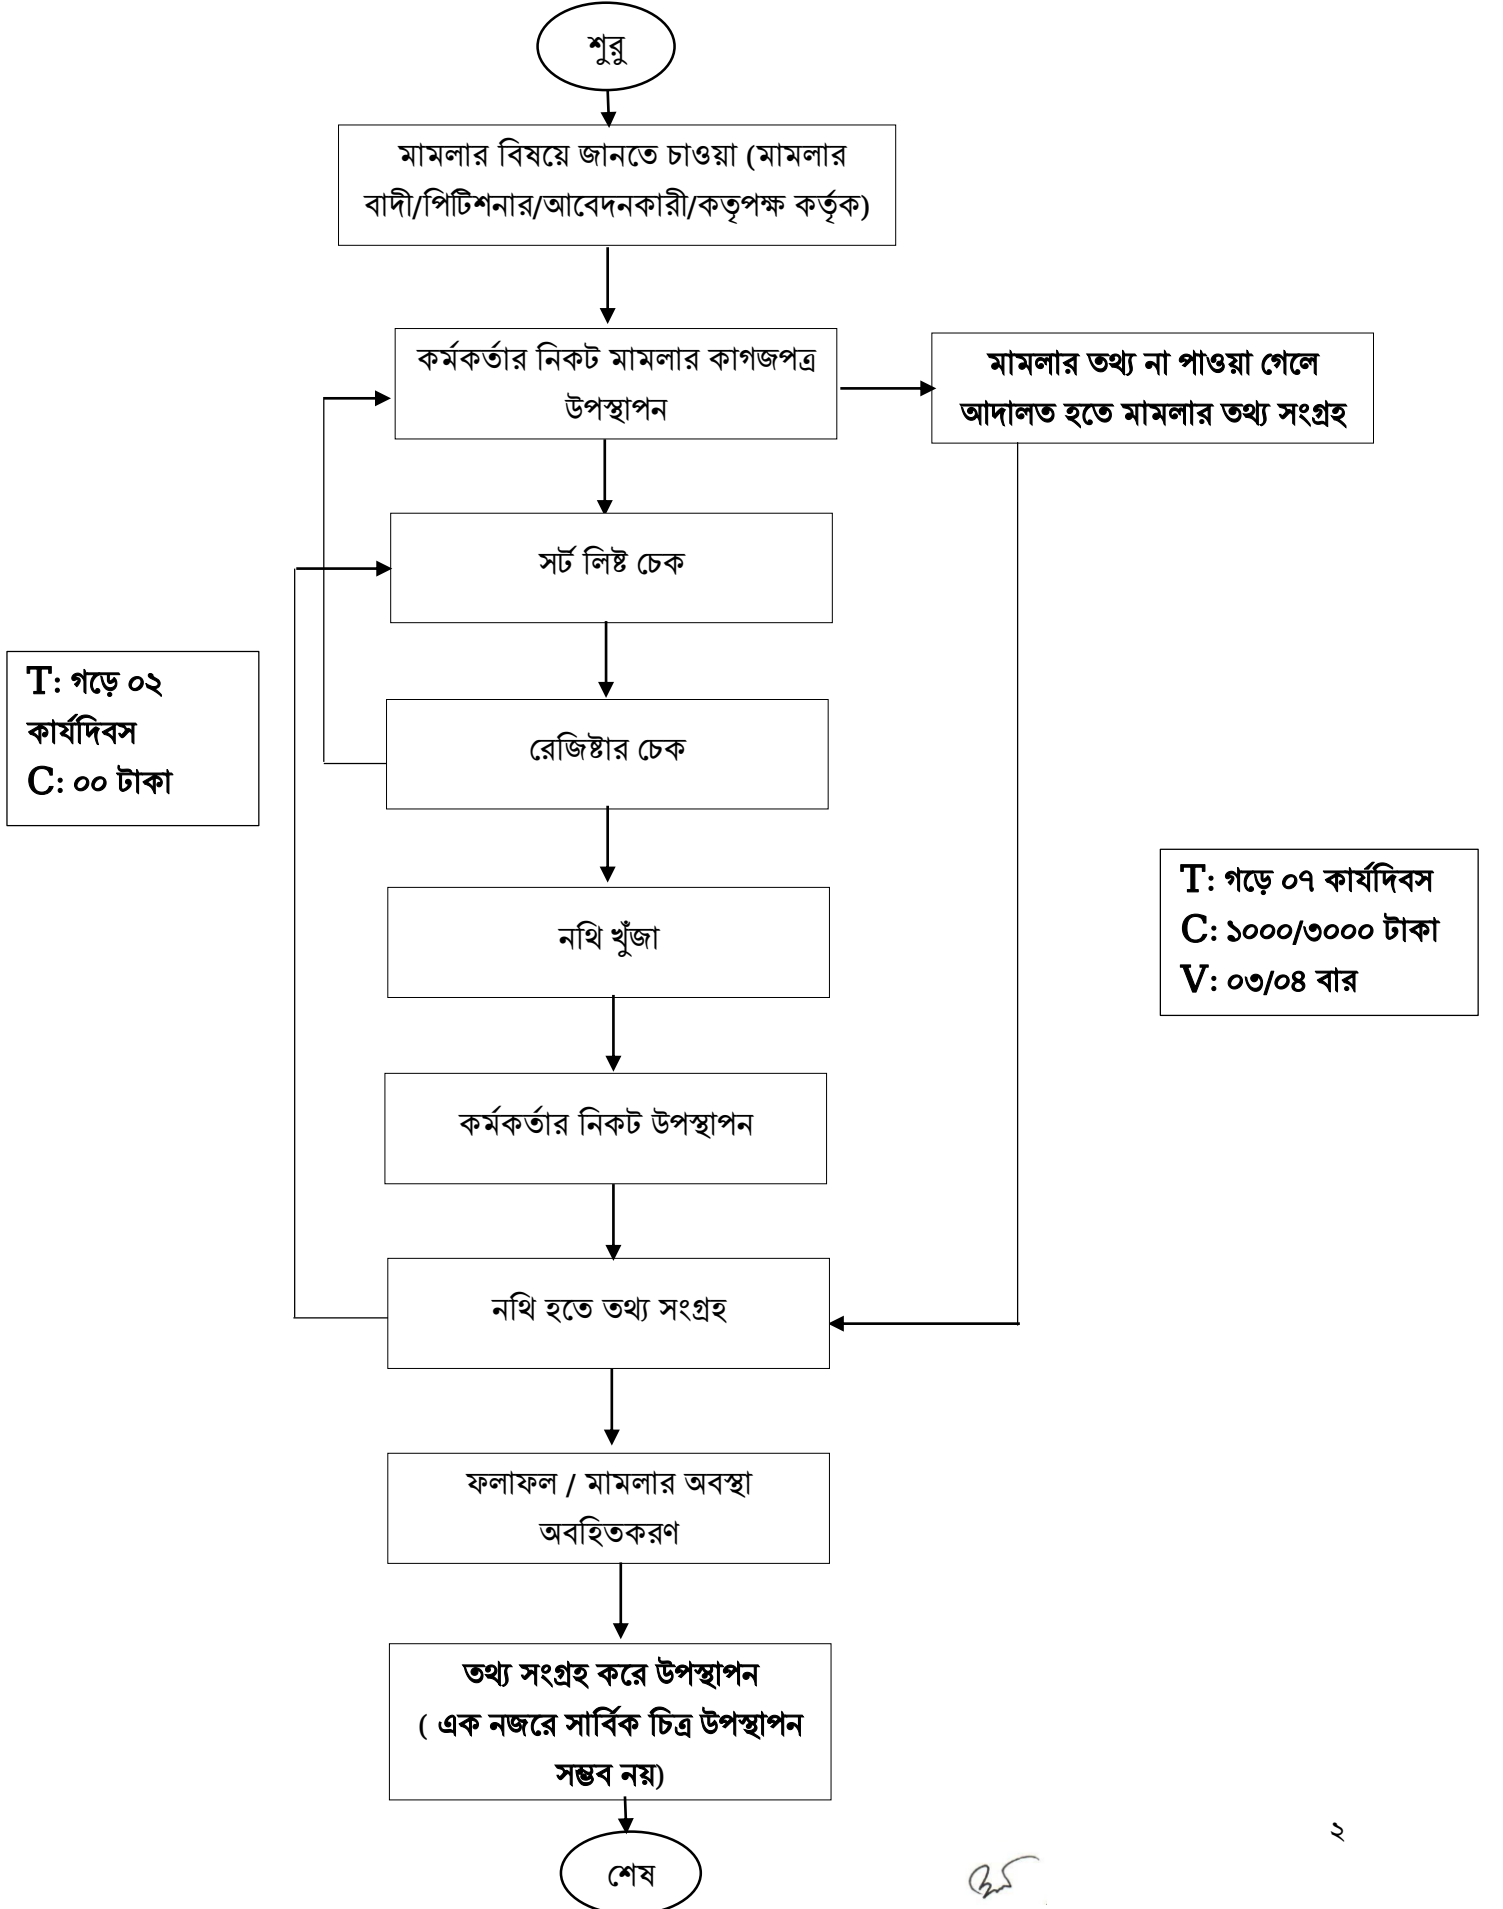 শুরু
মামলার বিষয়ে জানতে চাওয়া (মামলার
বাদী/পিটিশনার/আবেদনকারী/কতৃপক্ষ কর্তৃক)
কর্মকর্তার নিকট মামলার কাগজপত্র
উপস্থাপন
মামলার তথ্য না পাওয়া গেলে
আদালত হতে মামলার তথ্য সংগ্রহ
সর্ট লিষ্ট চেক
T: গড়ে ০২
কার্যদিবস
C: ০০ টাকা
রেজিষ্টার চেক
T: গড়ে ০৭ কার্যদিবস
C: ১০০০/৩০০০ টাকা
V: ০৩/০৪ বার
নথি খুঁজা
কর্মকর্তার নিকট উপস্থাপন
নথি হতে তথ্য সংগ্রহ
ফলাফল / মামলার অবস্থা
অবহিতকরণ
তথ্য সংগ্রহ করে উপস্থাপন
( এক নজরে সার্বিক চিত্র উপস্থাপন
সম্ভব নয়)
শেষ
২